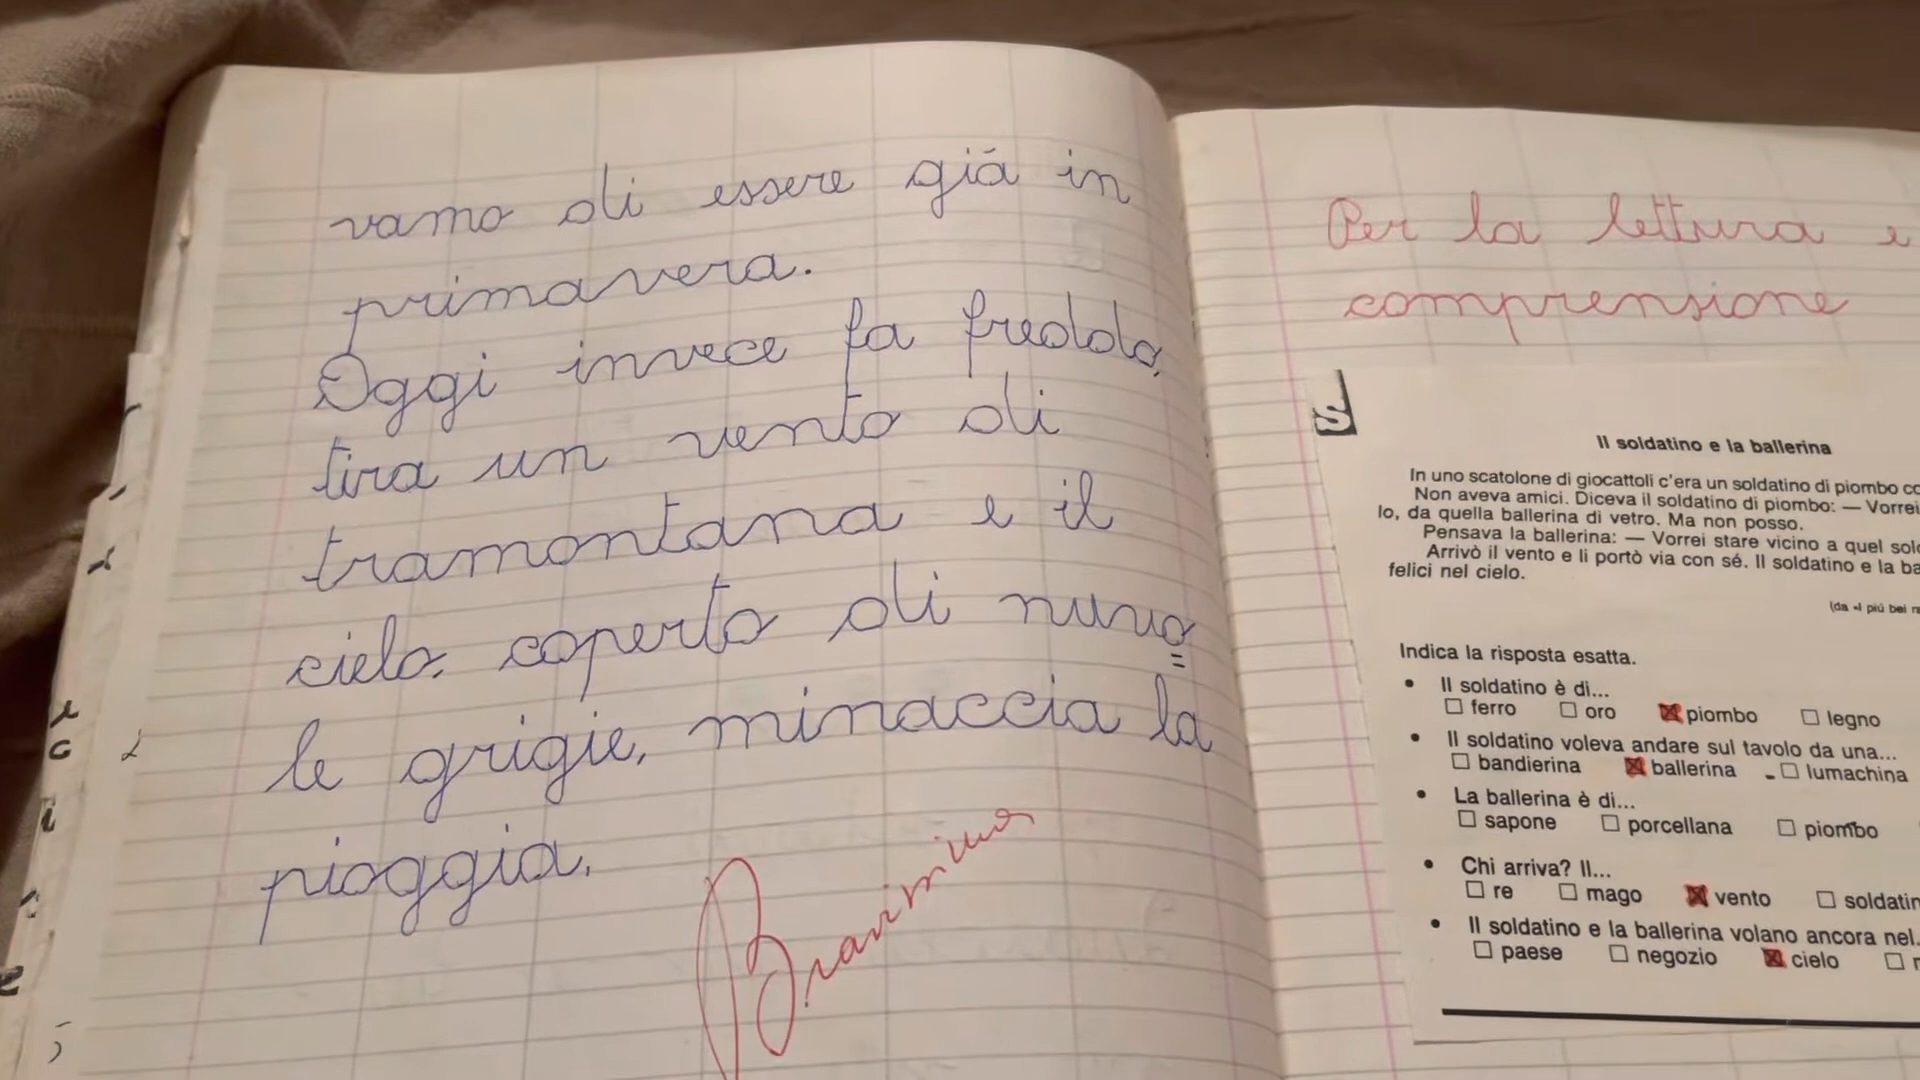 vamo di essere giá in
primavera.
Oggi invece fa freddo,
tira un vento di
tramontana e il
cielo, coperto di nuvo
=
le grigie, minaccia la
pioggia.
Bravissimo
Per la lettura e
comprensione
S
Il soldatino e la ballerina
In uno scatolone di giocattoli c'era un soldatino di piombo
Non aveva amici. Diceva il soldatino di piombo: — Vorrei
lo, da quella ballerina di vetro. Ma non posso.
Pensava la ballerina: — Vorrei stare vicino a quel
Arrivò il vento e li portò via con sé. Il soldatino e la
felici nel cielo.
(da «I piú bei
Indica la risposta esatta.
• Il soldatino è di...
☐ ferro ☐ oro ☒ piombo ☐ legno
• Il soldatino voleva andare sul tavolo da una...
☐ bandierina ☒ ballerina ☐ lumachina
• La ballerina è di...
☐ sapone ☐ porcellana ☐ piombo
• Chi arriva? Il...
☐ re ☐ mago ☒ vento ☐ soldatin
• Il soldatino e la ballerina volano ancora nel...
☐ paese ☐ negozio ☒ cielo ☐